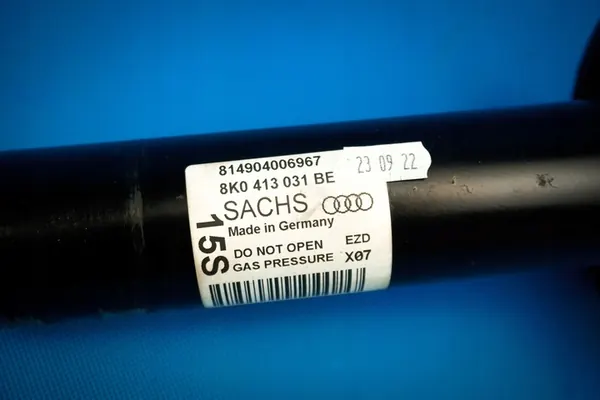 814904006967
23 09 22
8K0 413 031 BE
SACHS
Made in Germany
15S
DO NOT OPEN EZD
GAS PRESSURE X07